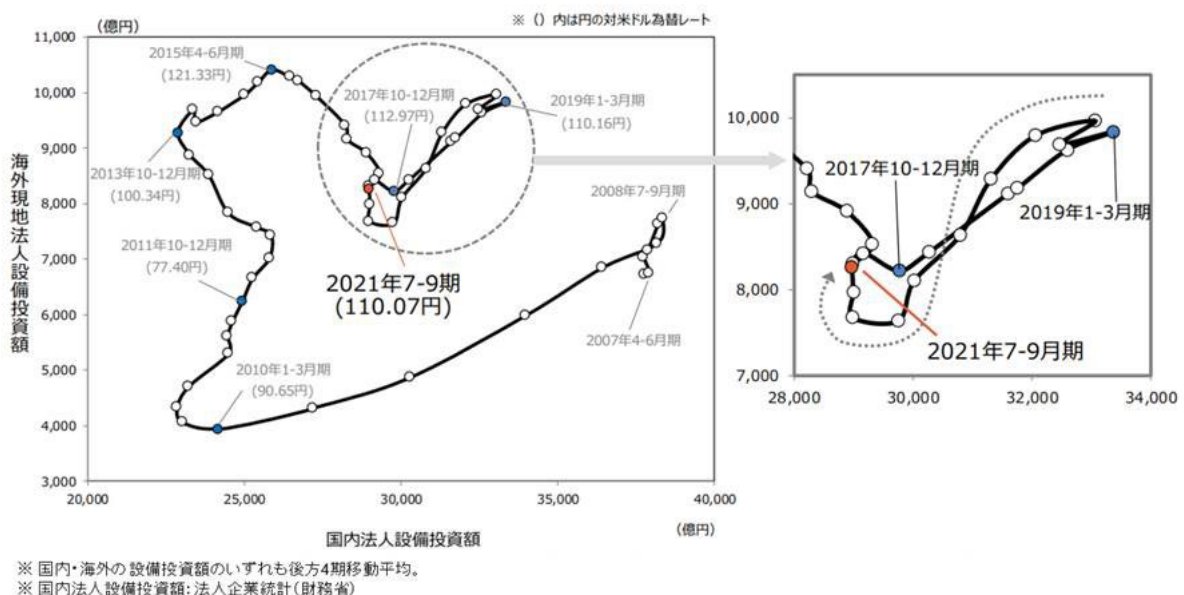 ※ () 内は円の対米ドル為替レート
(億円)
11,000
10,000
9,000
8,000
7,000
6,000
5,000
4,000
3,000
海外現地法人設備投資額
2015年4-6月期
(121.33円)
2017年10-12月期
(112.97円)
2019年1-3月期
(110.16円)
2013年10-12月期
(100.34円)
2008年7-9月期
2011年10-12月期
(77.40円)
2021年7-9期
(110.07円)
2007年4-6月期
2010年1-3月期
(90.65円)
20,000
25,000
30,000
35,000
40,000
(億円)
国内法人設備投資額
10,000
9,000
8,000
7,000
2017年10-12月期
2019年1-3月期
2021年7-9月期
28,000
30,000
32,000
34,000
※ 国内・海外の設備投資額のいずれも後方4期移動平均。
※ 国内法人設備投資額:法人企業統計(財務省)